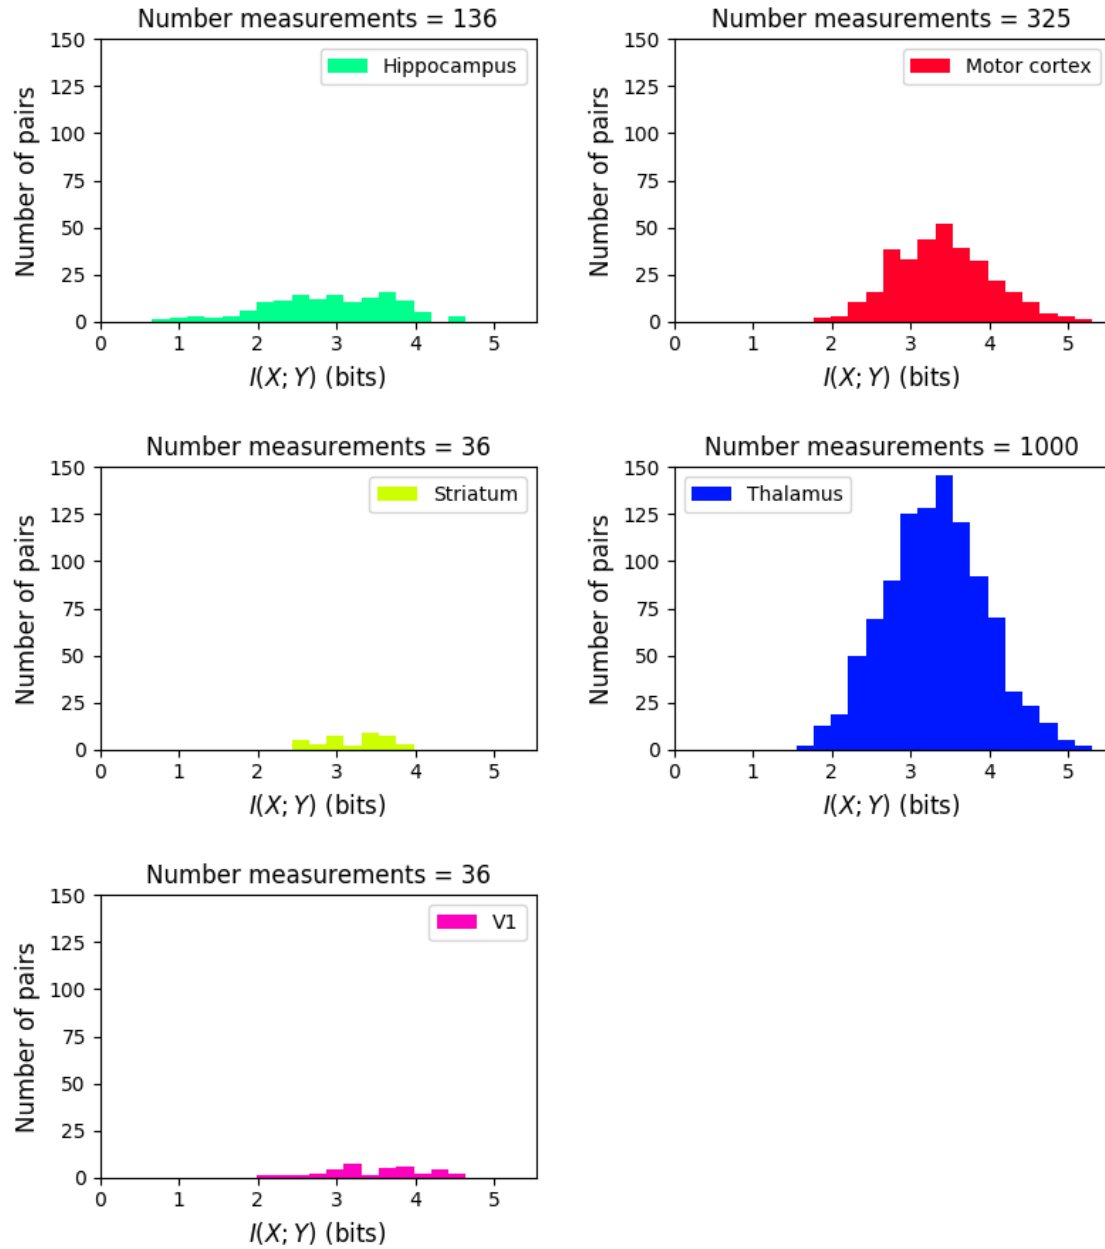 Number measurements = 136
150
125
100
75
50
25
0
Number of pairs
Hippocampus
0 1 2 3 4 5
I(X; Y) (bits)
Number measurements = 325
150
125
100
75
50
25
0
Number of pairs
Motor cortex
0 1 2 3 4 5
I(X; Y) (bits)
Number measurements = 36
150
125
100
75
50
25
0
Number of pairs
Striatum
0 1 2 3 4 5
I(X; Y) (bits)
Number measurements = 1000
150
125
100
75
50
25
0
Number of pairs
Thalamus
0 1 2 3 4 5
I(X; Y) (bits)
Number measurements = 36
150
125
100
75
50
25
0
Number of pairs
V1
0 1 2 3 4 5
I(X; Y) (bits)